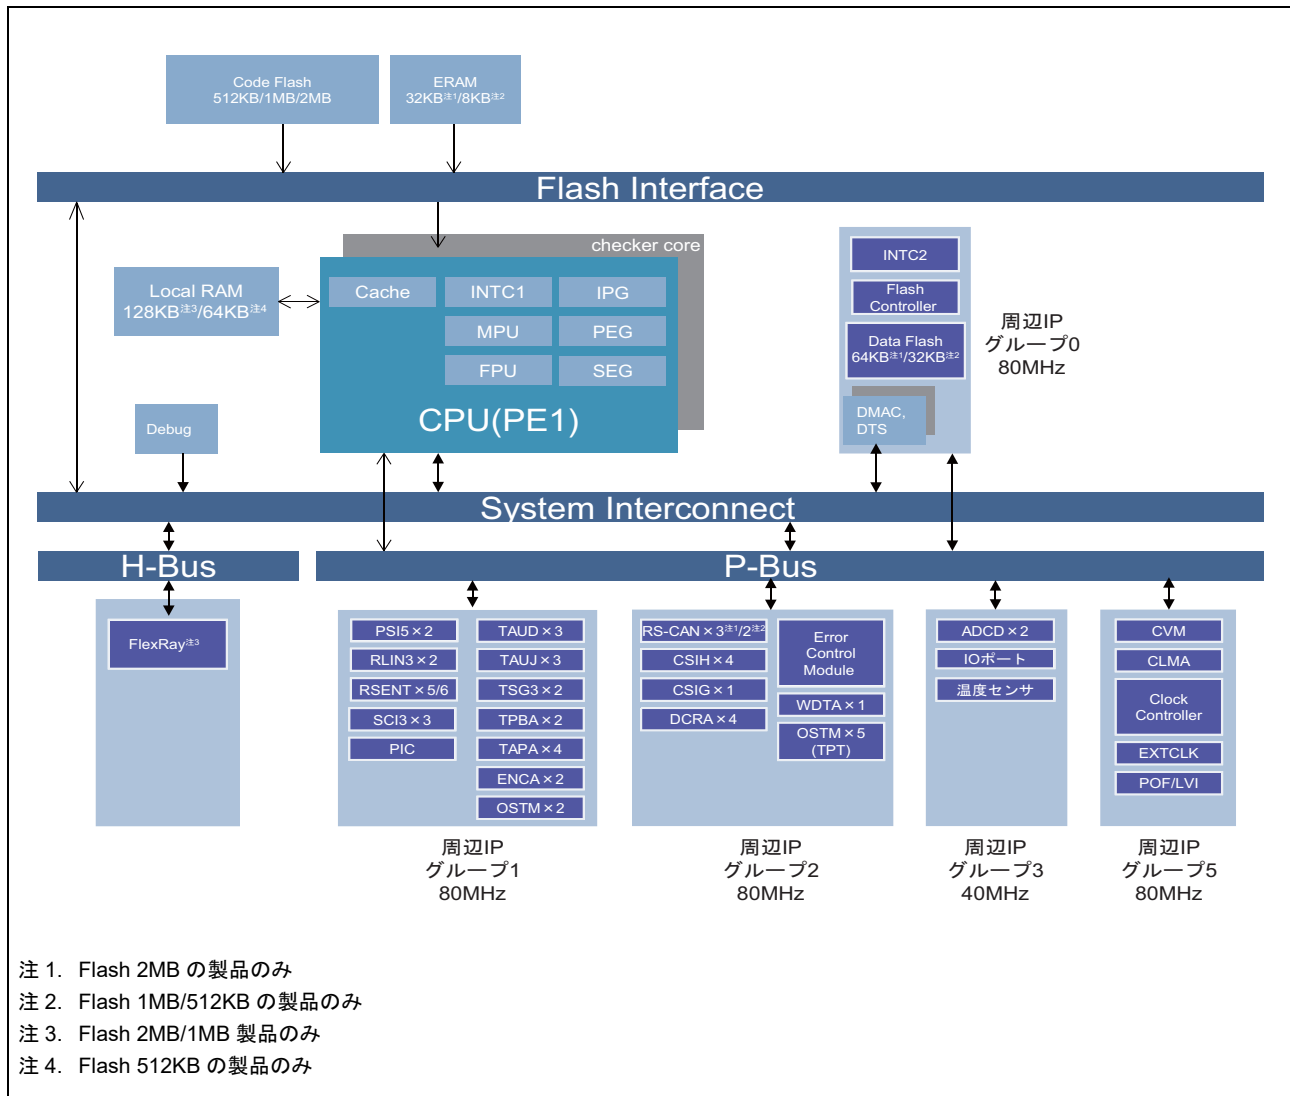 Code Flash
512KB/1MB/2MB
ERAM
32KB注1/8KB注2
Flash Interface
checker core
Local RAM
128KB注3/64KB注4
Cache
INTC1
IPG
MPU
PEG
FPU
SEG
CPU(PE1)
Debug
INTC2
Flash
Controller
Data Flash
64KB注1/32KB注2
DMAC,
DTS
周辺IP
グループ0
80MHz
System Interconnect
H-Bus
P-Bus
FlexRay注3
PSI5×2
RLIN3×2
RSENT×5/6
SCI3×3
PIC
TAUD×3
TAUJ×3
TSG3×2
TPBA×2
TAPA×4
ENCA×2
OSTM×2
周辺IP
グループ1
80MHz
RS-CAN×3注1/2注2
CSIH×4
CSIG×1
DCRA×4
Error
Control
Module
WDTA×1
OSTM×5
(TPT)
周辺IP
グループ2
80MHz
ADCD×2
IOポート
温度センサ
周辺IP
グループ3
40MHz
CVM
CLMA
Clock
Controller
EXTCLK
POF/LVI
周辺IP
グループ5
80MHz
注 1. Flash 2MB の製品のみ
注 2. Flash 1MB/512KB の製品のみ
注 3. Flash 2MB/1MB 製品のみ
注 4. Flash 512KB の製品のみ